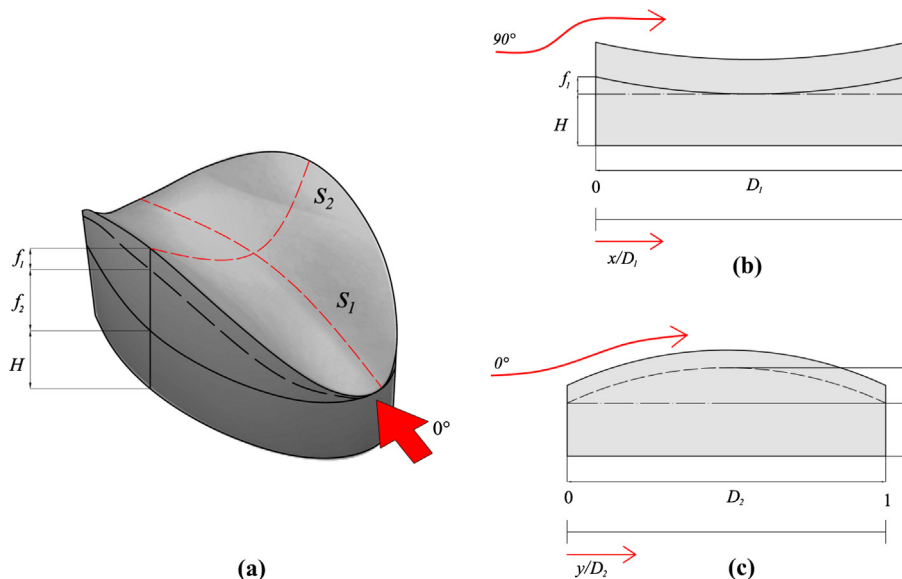 S₂
S₁
f₁
f₂
H
0°
(a)
90°
f₁
H
0
D₁
x/D₁
(b)
0°
0
D₂
1
y/D₂
(c)